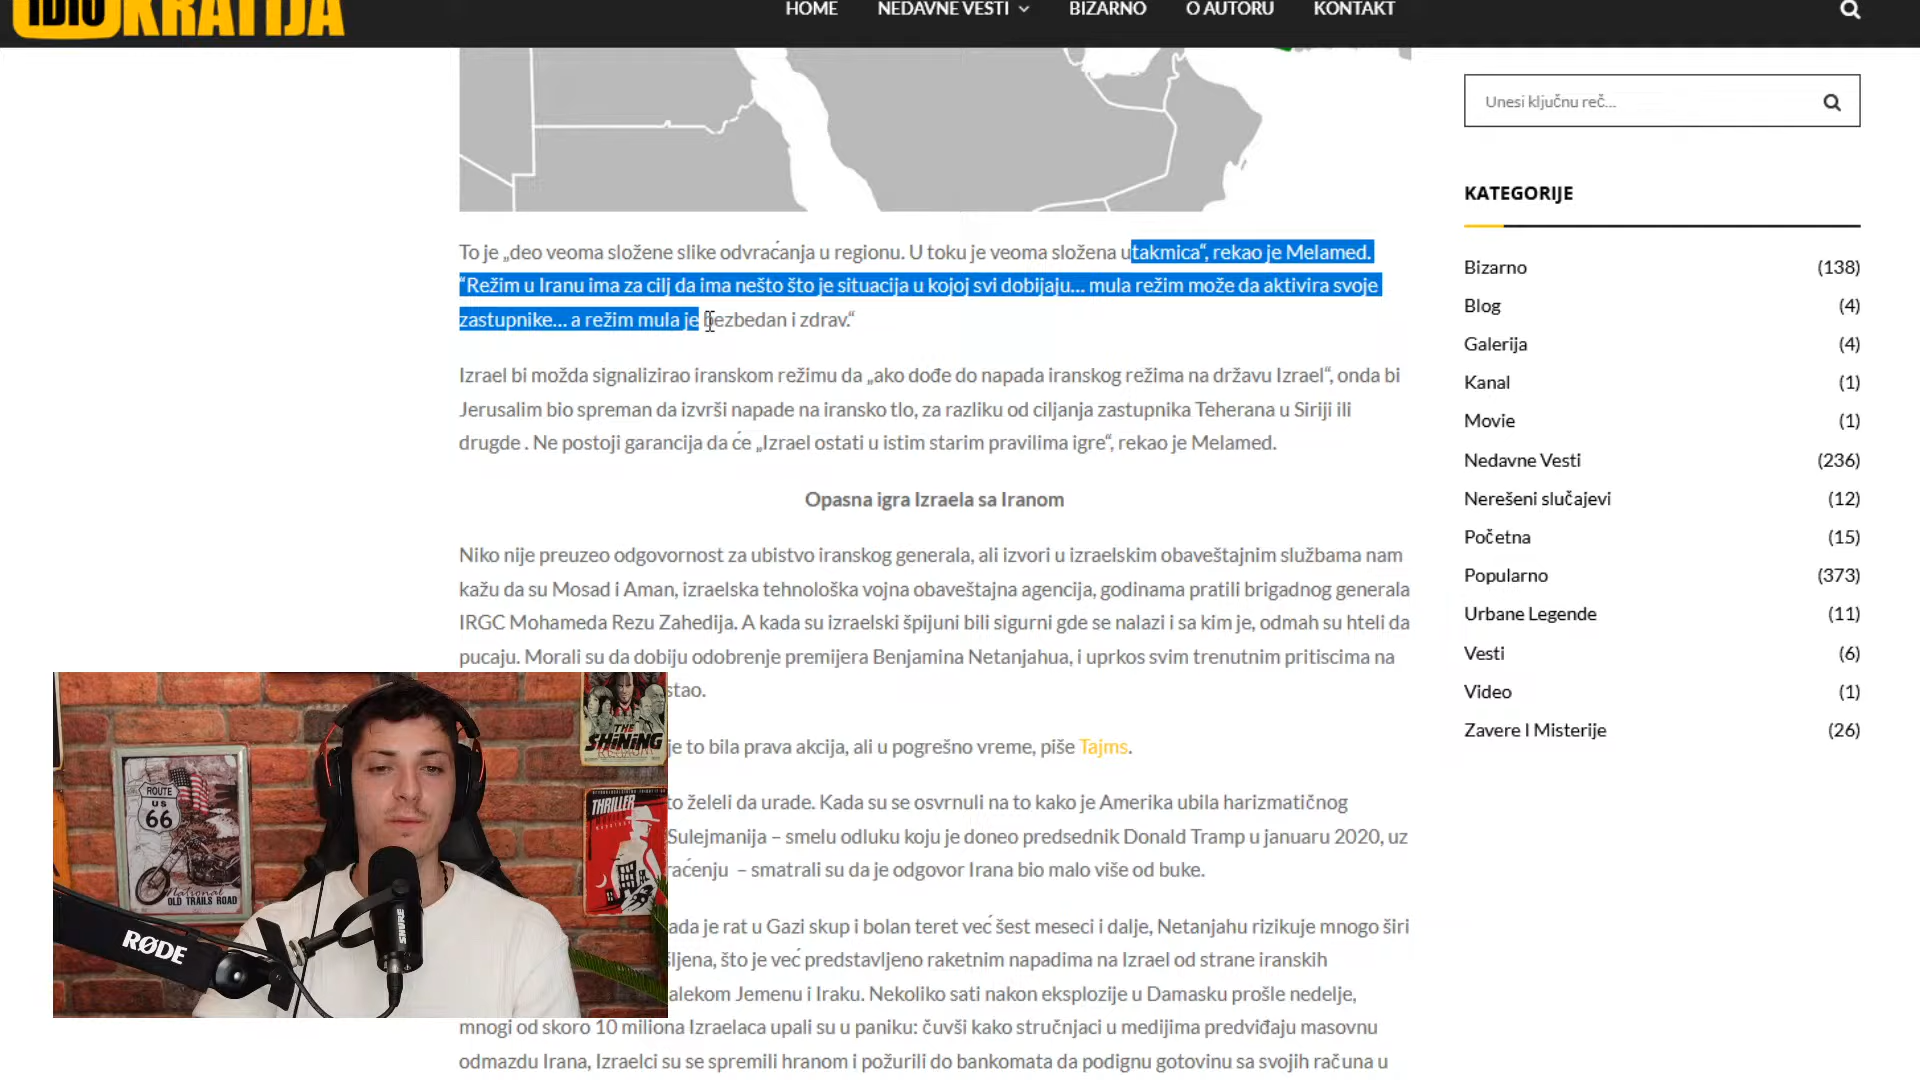 IDIO
KRATIJA
HOME
NEDAVNE VESTI
BIZARNO
O AUTORU
KONTAKT
Unesi ključnu reč...
To je „deo veoma složene slike odvraćanja u regionu. U toku je veoma složena utakmica“, rekao je Melamed.
“Režim u Iranu ima za cilj da ima nešto što je situacija u kojoj svi dobijaju… mula režim može da aktivira svoje
zastupnike… a režim mula je bezbedan i zdrav.“
Izrael bi možda signalizirao iranskom režimu da „ako dođe do napada iranskog režima na državu Izrael“, onda bi
Jerusalim bio spreman da izvrši napade na iransko tlo, za razliku od ciljanja zastupnika Teherana u Siriji ili
drugde . Ne postoji garancija da će „Izrael ostati u istim starim pravilima igre“, rekao je Melamed.
Opasna igra Izraela sa Iranom
Niko nije preuzeo odgovornost za ubistvo iranskog generala, ali izvori u izraelskim obaveštajnim službama nam
kažu da su Mosad i Aman, izraelska tehnološka vojna obaveštajna agencija, godinama pratili brigadnog generala
IRGC Mohameda Rezu Zahedija. A kada su izraelski špijuni bili sigurni gde se nalazi i sa kim je, odmah su hteli da
pucaju. Morali su da dobiju odobrenje premijera Benjamina Netanjahua, i uprkos svim trenutnim pritiscima na
stao.
je to bila prava akcija, ali u pogrešno vreme, piše Tajms.
to želeli da urade. Kada su se osvrnuli na to kako je Amerika ubila harizmatičnog
Sulejmanija – smelu odluku koju je doneo predsednik Donald Tramp u januaru 2020, uz
raćenju – smatrali su da je odgovor Irana bio malo više od buke.
ada je rat u Gazi skup i bolan teret već šest meseci i dalje, Netanjahu rizikuje mnogo širi
ljena, što je već predstavljeno raketnim napadima na Izrael od strane iranskih
alekom Jemenu i Iraku. Nekoliko sati nakon eksplozije u Damasku prošle nedelje,
mnogi od skoro 10 miliona Izraelaca upali su u paniku: čuvši kako stručnjaci u medijima predviđaju masovnu
odmazdu Irana, Izraelci su se spremili hranom i požurili do bankomata da podignu gotovinu sa svojih računa u
KATEGORIJE
Bizarno (138)
Blog (4)
Galerija (4)
Kanal (1)
Movie (1)
Nedavne Vesti (236)
Nerešeni slučajevi (12)
Početna (15)
Popularno (373)
Urbane Legende (11)
Vesti (6)
Video (1)
Zavere I Misterije (26)
ROUTE
US
66
National
OLD TRAILS ROAD
THE
SHiNiNG
THRILLER
RØDE
SHURE